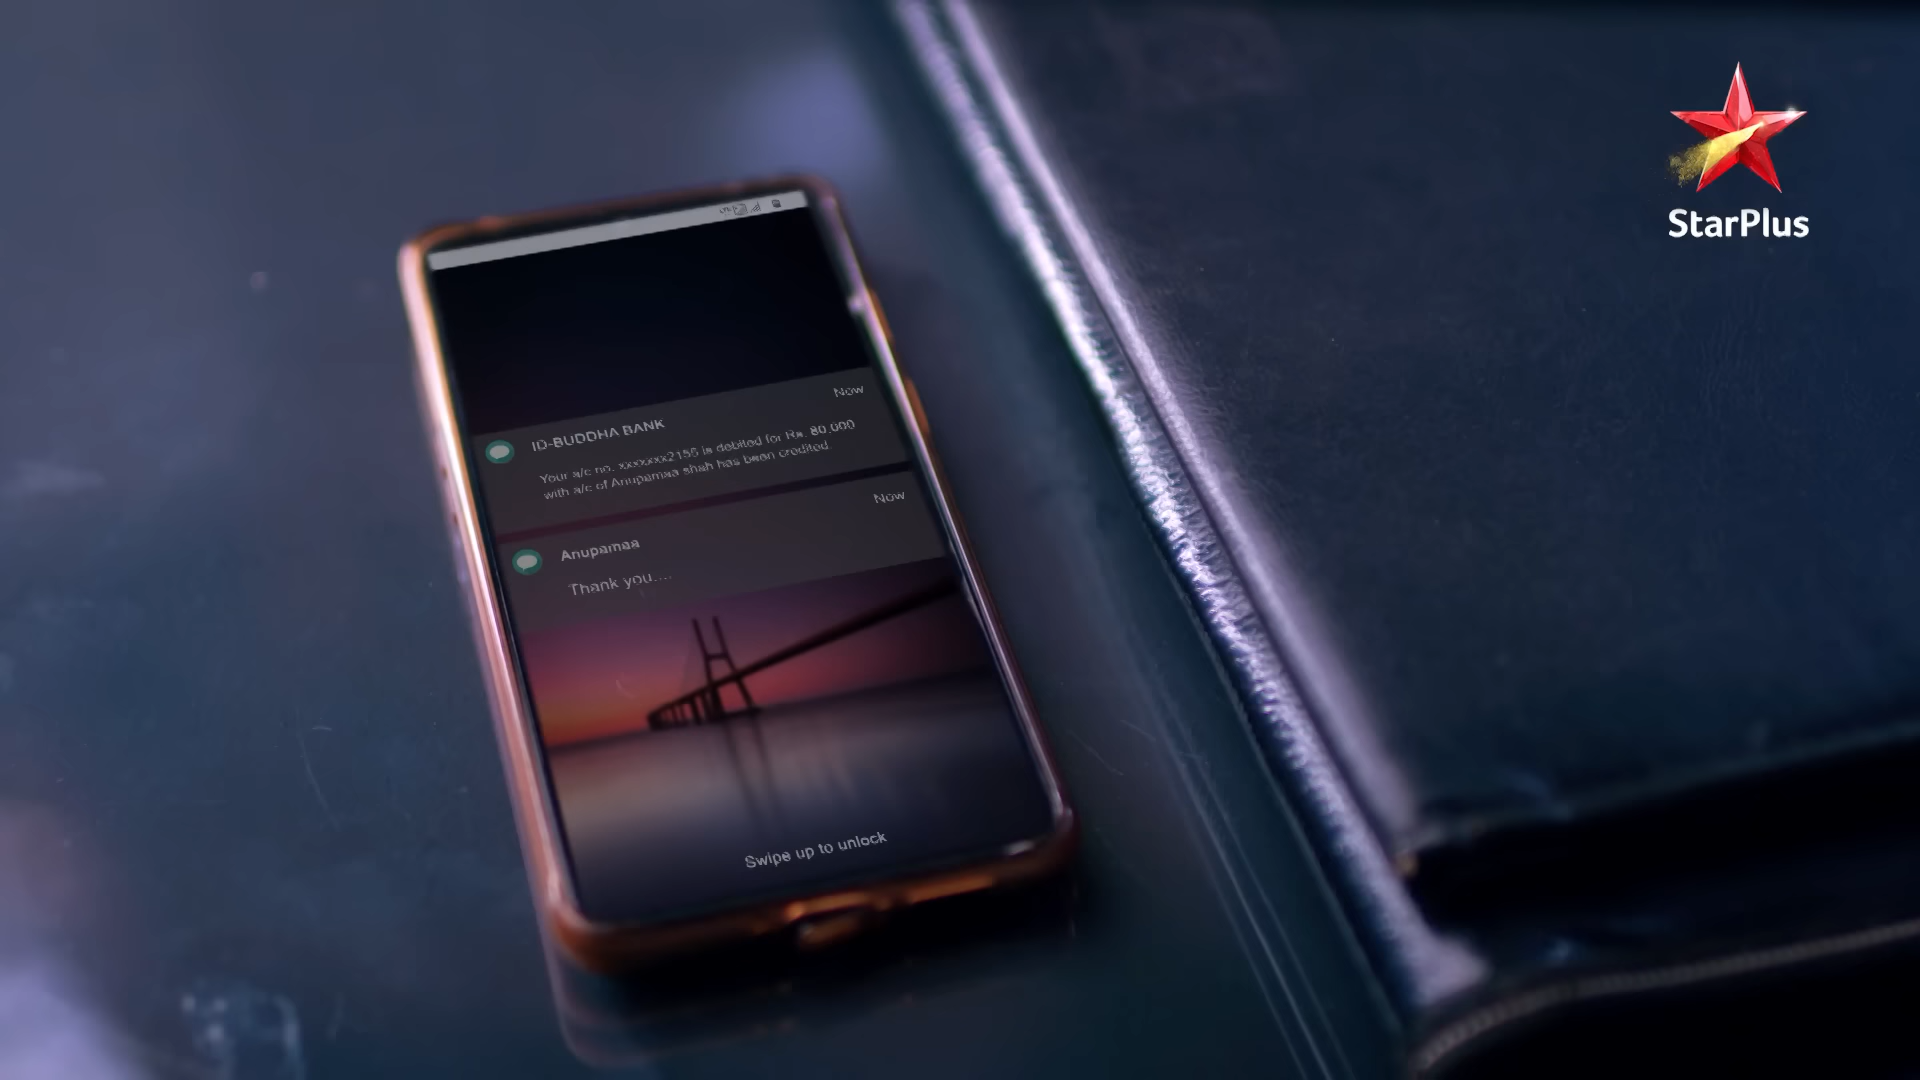 StarPlus
Now
ID-BUDDHA BANK
Your a/c no. xxxxxxx2155 is debited for Rs. 80,000
with a/c of Anupamaa shah has been credited.
Now
Anupamaa
Thank you....
Swipe up to unlock